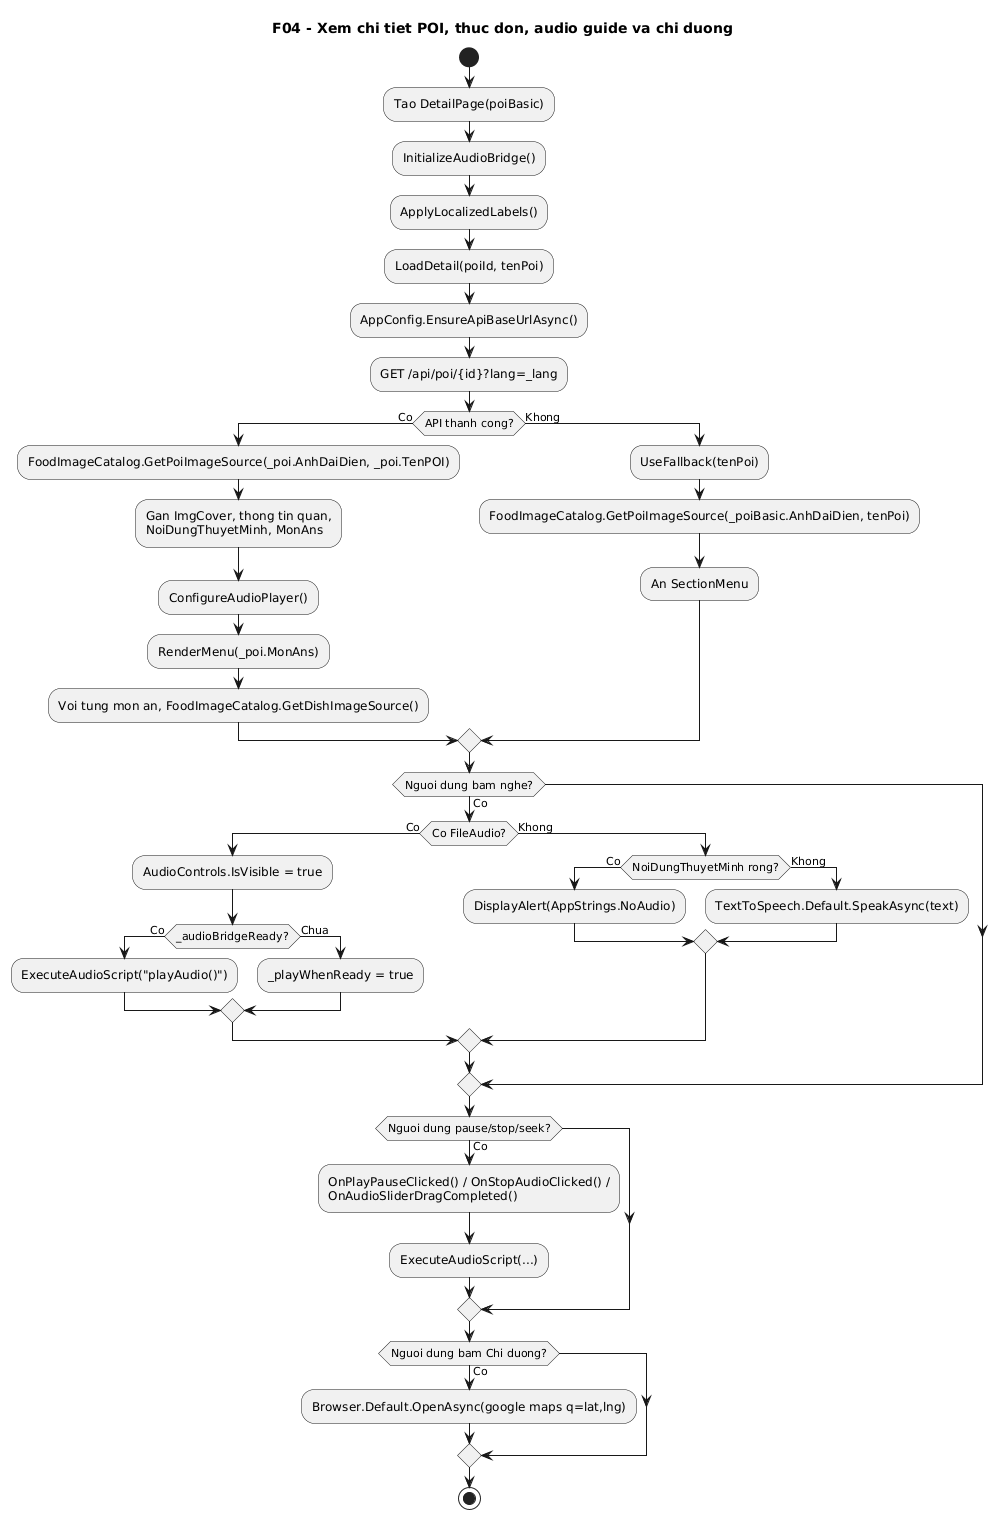 F04 - Xem chi tiet POI, thuc don, audio guide va chi duong
Tao DetailPage(poiBasic)
InitializeAudioBridge()
ApplyLocalizedLabels()
LoadDetail(poiId, tenPoi)
AppConfig.EnsureApiBaseUrlAsync()
GET /api/poi/{id}?lang=_lang
Co
API thanh cong?
Khong
FoodImageCatalog.GetPoiImageSource(_poi.AnhDaiDien, _poi.TenPOI)
Gan ImgCover, thong tin quan,
NoiDungThuyetMinh, MonAns
ConfigureAudioPlayer()
RenderMenu(_poi.MonAns)
Voi tung mon an, FoodImageCatalog.GetDishImageSource()
UseFallback(tenPoi)
FoodImageCatalog.GetPoiImageSource(_poiBasic.AnhDaiDien, tenPoi)
An SectionMenu
Nguoi dung bam nghe?
Co
Co
Co FileAudio?
Khong
AudioControls.IsVisible = true
Co
_audioBridgeReady?
Chua
ExecuteAudioScript("playAudio()")
_playWhenReady = true
Co
NoiDungThuyetMinh rong?
Khong
DisplayAlert(AppStrings.NoAudio)
TextToSpeech.Default.SpeakAsync(text)
Nguoi dung pause/stop/seek?
Co
OnPlayPauseClicked() / OnStopAudioClicked() /
OnAudioSliderDragCompleted()
ExecuteAudioScript(...)
Nguoi dung bam Chi duong?
Co
Browser.Default.OpenAsync(google maps q=lat,lng)